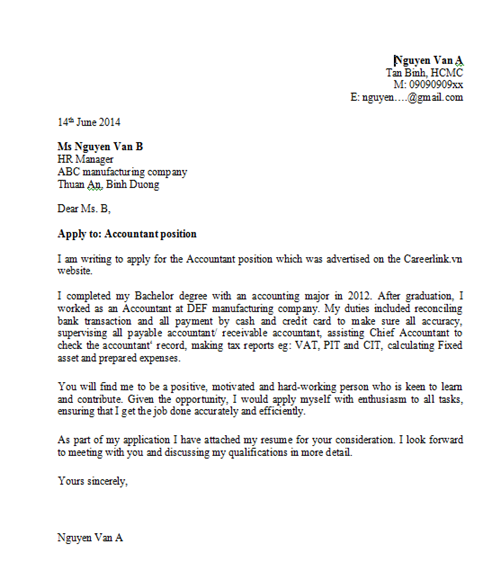 Nguyen Van A
Tan Binh, HCMC
M: 09090909xx
E: nguyen....@gmail.com
14th June 2014
Ms Nguyen Van B
HR Manager
ABC manufacturing company
Thuan An, Binh Duong
Dear Ms. B,
Apply to: Accountant position
I am writing to apply for the Accountant position which was advertised on the Careerlink.vn
website.
I completed my Bachelor degree with an accounting major in 2012. After graduation, I
worked as an Accountant at DEF manufacturing company. My duties included reconciling
bank transaction and all payment by cash and credit card to make sure all accuracy,
supervising all payable accountant/ receivable accountant, assisting Chief Accountant to
check the accountant' record, making tax reports eg: VAT, PIT and CIT, calculating Fixed
asset and prepared expenses.
You will find me to be a positive, motivated and hard-working person who is keen to learn
and contribute. Given the opportunity, I would apply myself with enthusiasm to all tasks,
ensuring that I get the job done accurately and efficiently.
As part of my application I have attached my resume for your consideration. I look forward
to meeting with you and discussing my qualifications in more detail.
Yours sincerely,
Nguyen Van A